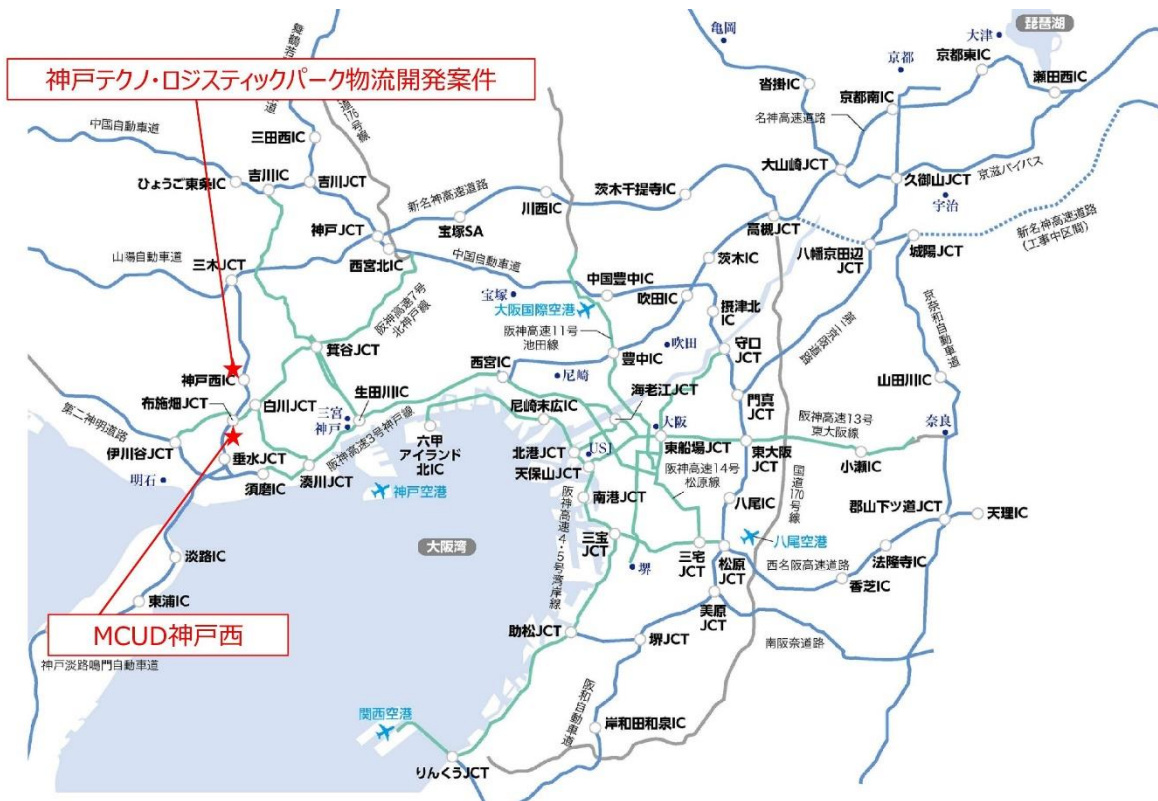 亀岡
大津
琵琶湖
京都
京都東IC
瀬田西IC
神戸テクノ・ロジスティックパーク物流開発案件
舞鶴若
道
道176号線
沓掛IC
京都南IC
名神高速道路
中国自動車道
三田西IC
大山崎JCT
京滋バイパス
ひょうご東条IC
吉川IC
吉川JCT
新名神高速道路
川西IC
茨木千提寺IC
久御山JCT
宇治
神戸JCT
宝塚SA
高槻JCT
新名神高速道路
(工事中区間)
山陽自動車道
三木JCT
西宮北IC
中国自動車道
茨木IC
八幡京田辺
JCT
城陽JCT
宝塚
中国豊中IC
吹田IC
摂津北
IC
大阪国際空港
阪神高速7号
北神戸線
阪神高速11号
池田線
第二京阪道路
京奈和自動車道
箕谷JCT
豊中IC
吹田
守口
JCT
神戸西IC
西宮IC
尼崎
山田川IC
布施畑JCT
白川JCT
生田川IC
海老江JCT
門真
JCT
第二神明道路
三宮
神戸
阪神高速3号神戸線
尼崎末広IC
大阪
阪神高速13号
東大阪線
奈良
六甲
アイランド
北IC
伊川谷JCT
垂水JCT
北港JCT
USJ
東船場JCT
東大阪
JCT
小瀬IC
明石
須磨IC
湊川JCT
天保山JCT
阪神高速14号
松原線
国道170号線
神戸空港
南港JCT
八尾IC
郡山下ツ道JCT
天理IC
阪神高速4・5号湾岸線
大阪湾
三宝
JCT
八尾空港
淡路IC
堺
三宅
JCT
松原
JCT
西名阪高速道路
法隆寺IC
香芝IC
東浦IC
美原
JCT
MCUD神戸西
助松JCT
堺JCT
南阪奈道路
神戸淡路鳴門自動車道
阪和自動車道
関西空港
岸和田和泉IC
りんくうJCT